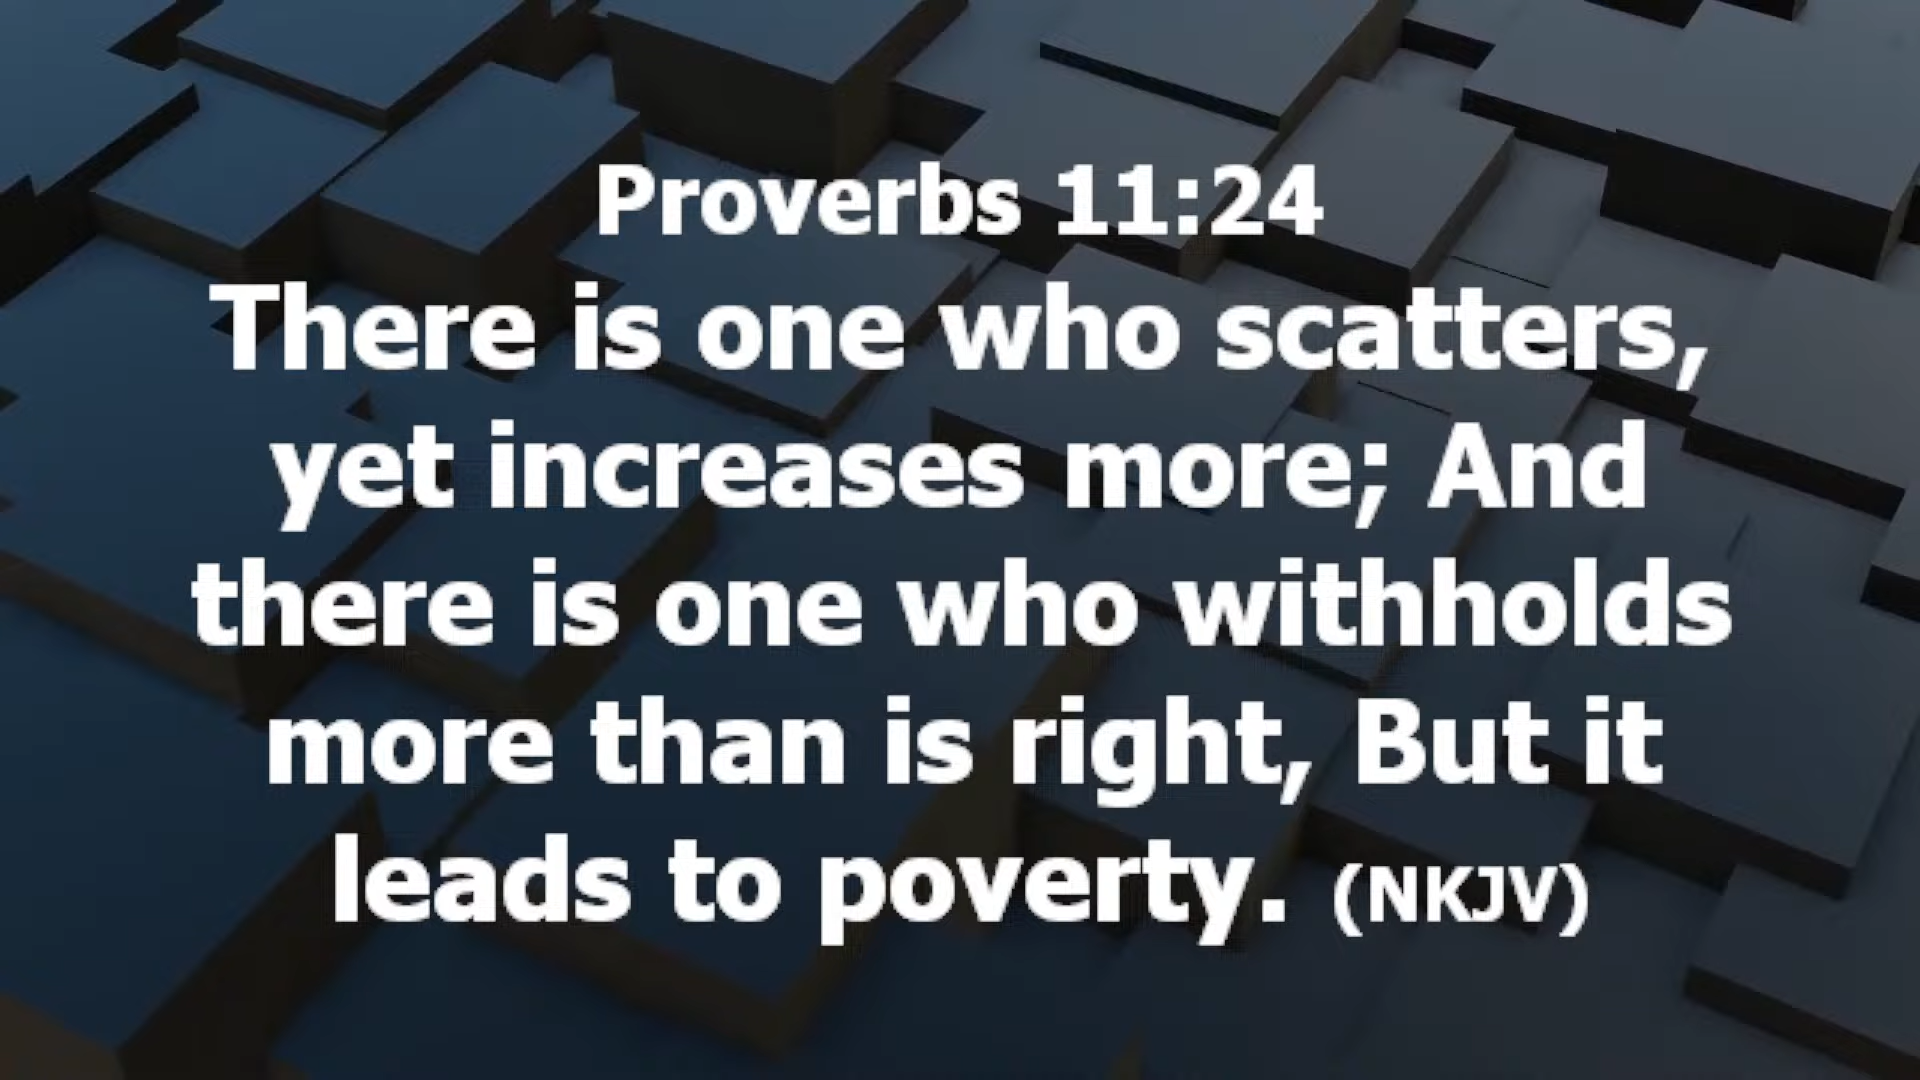 Proverbs 11:24
There is one who scatters,
yet increases more; And
there is one who withholds
more than is right, But it
leads to poverty. (NKJV)